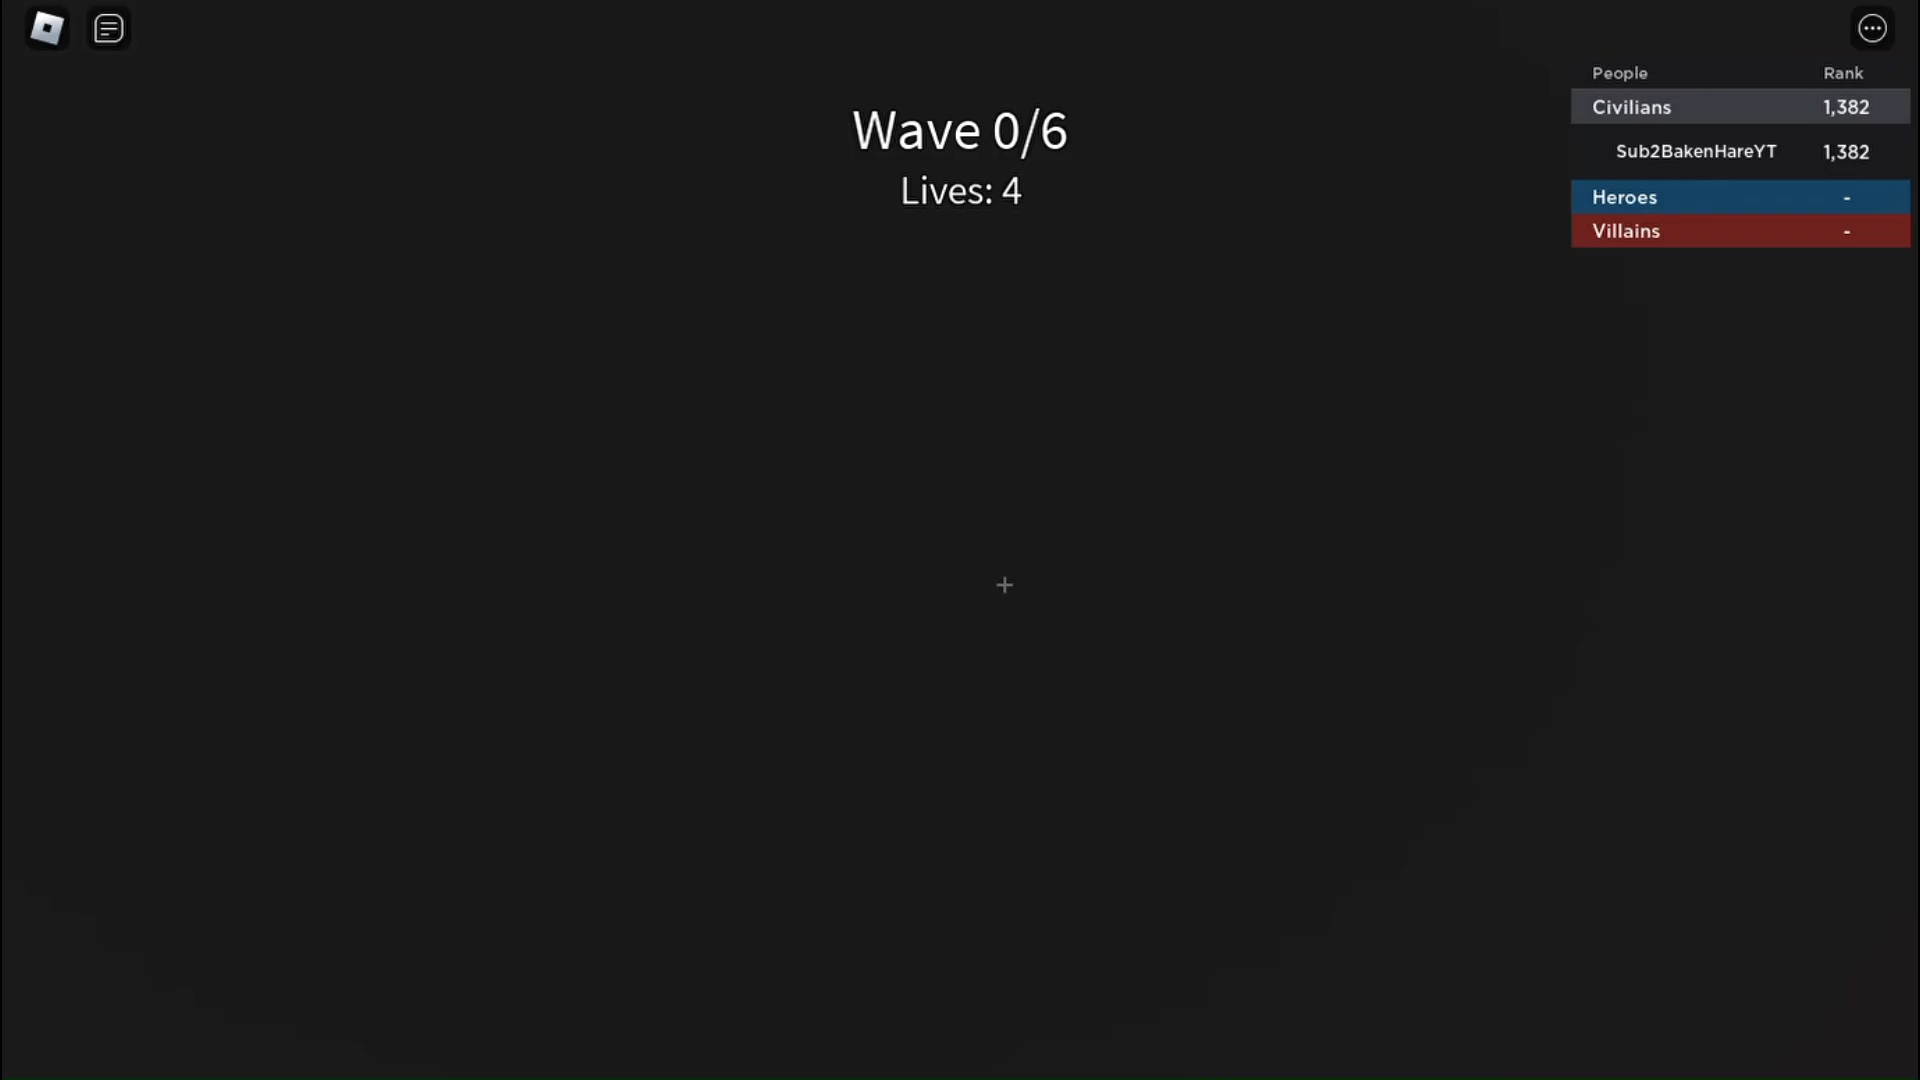 Wave 0/6
Lives: 4
People Rank
Civilians 1,382
Sub2BakenHareYT 1,382
Heroes -
Villains -